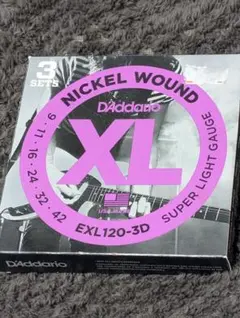 3
SETS
NICKEL WOUND
D'Addario
XL
9·11·16·24·32·42
EXL120-3D
SUPER LIGHT GAUGE
D'Addario